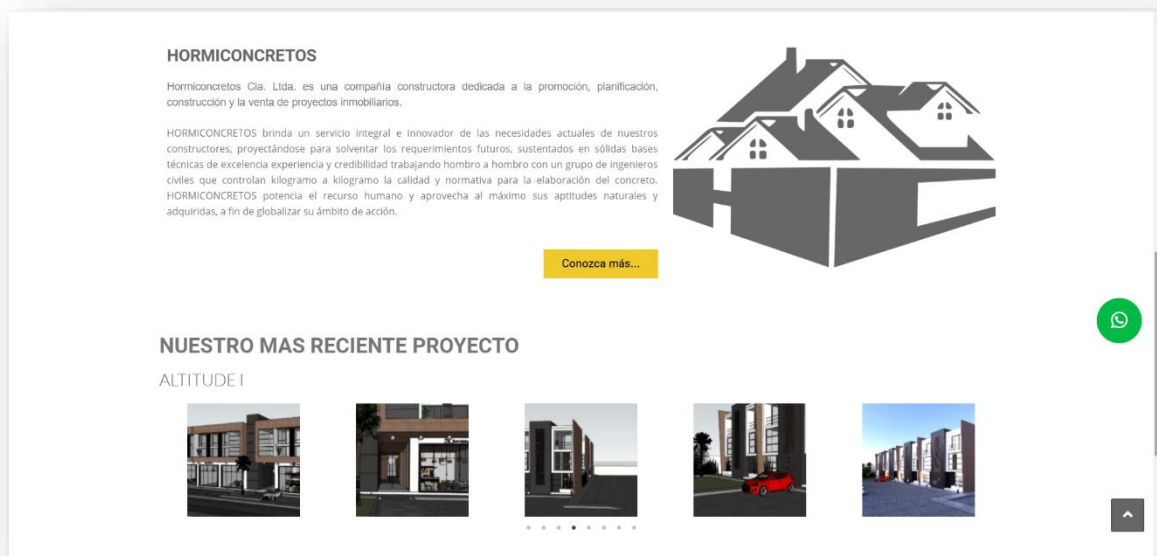 HORMICONCRETOS
Hormiconcretos Cia. Ltda. es una compañía constructora dedicada a la promoción, planificación,
construcción y la venta de proyectos inmobiliarios.
HORMICONCRETOS brinda un servicio integral e innovador de las necesidades actuales de nuestros
constructores, proyectándose para solventar los requerimientos futuros, sustentados en sólidas bases
técnicas de excelencia experiencia y credibilidad trabajando hombro a hombro con un grupo de ingenieros
civiles que controlan kilogramo a kilogramo la calidad y normativa para la elaboración del concreto.
HORMICONCRETOS potencia el recurso humano y aprovecha al máximo sus aptitudes naturales y
adquiridas, a fin de globalizar su ámbito de acción.
Conozca más...
NUESTRO MAS RECIENTE PROYECTO
ALTITUDE I